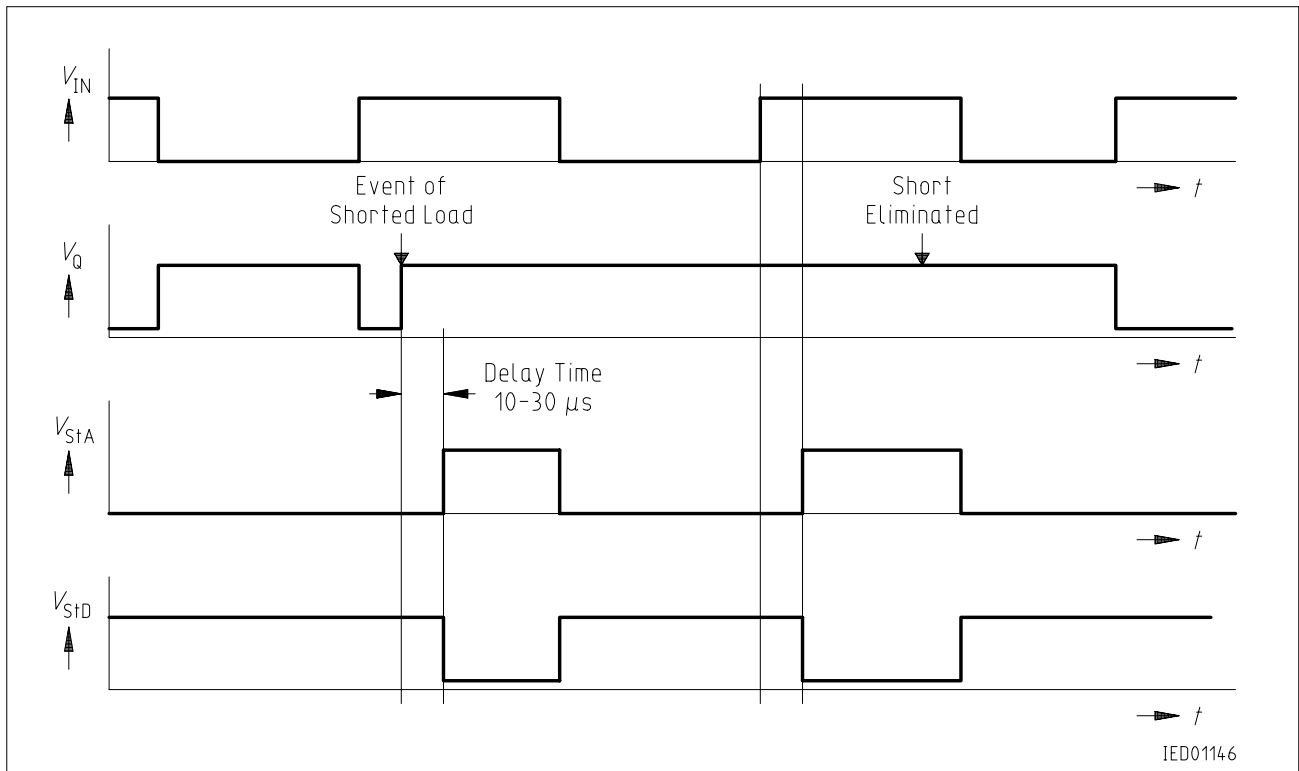 V_IN
Event of
Shorted Load
Short
Eliminated
t
V_Q
t
Delay Time
10-30 μs
V_StA
t
V_StD
t
IED01146